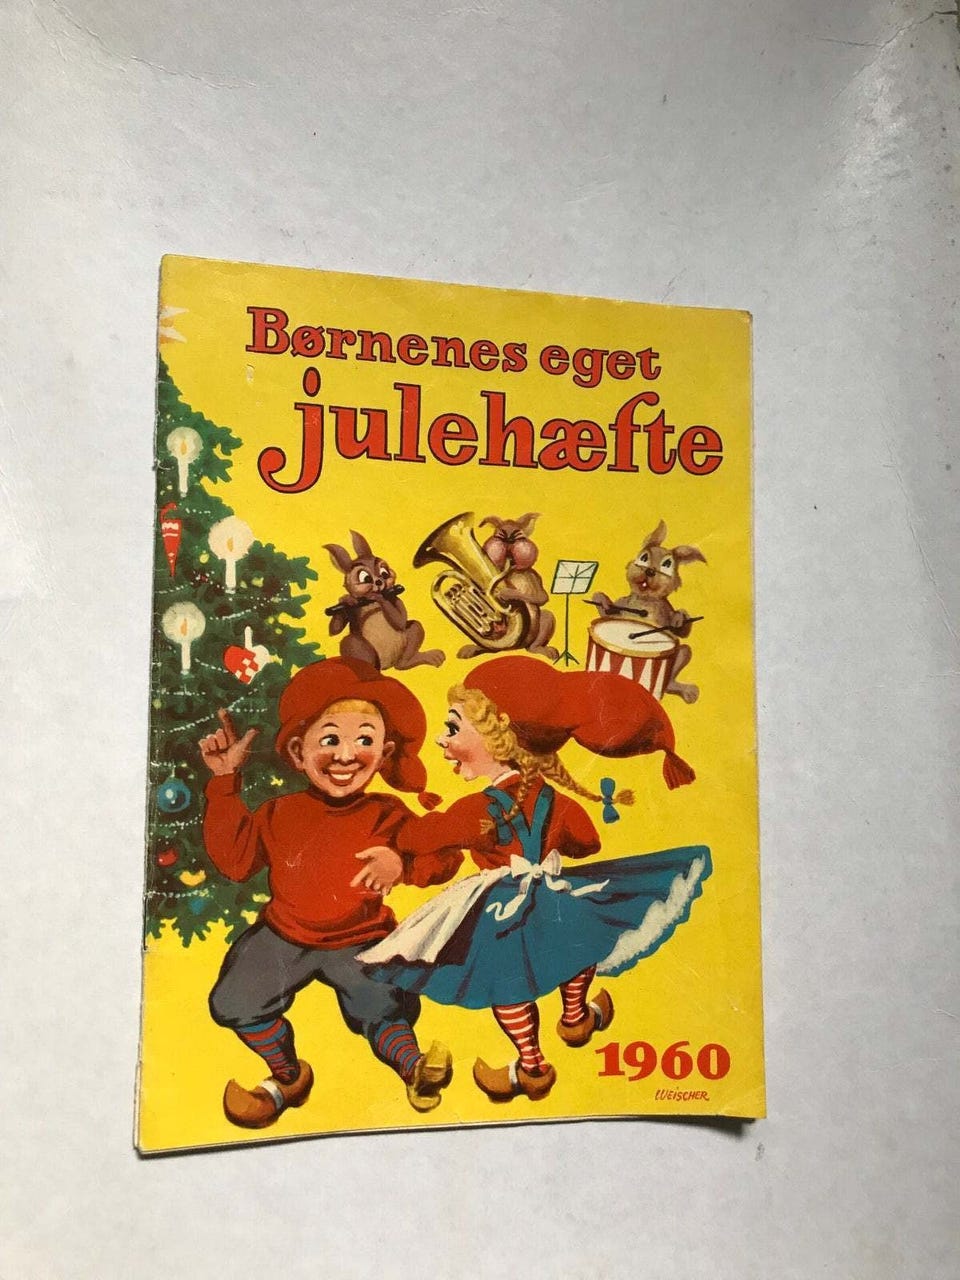 Børnenes eget
julehæfte
1960
WEISCHER